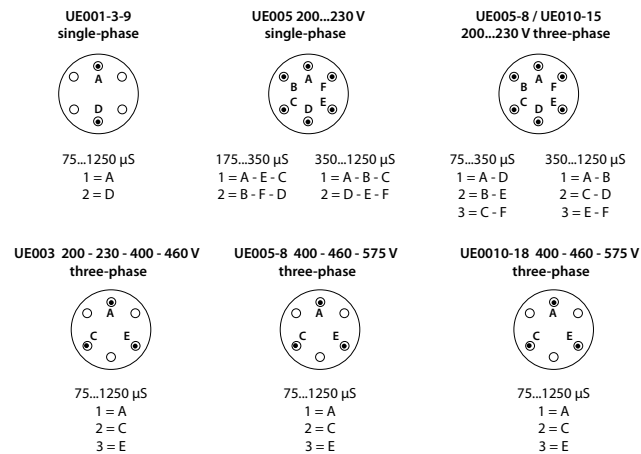 UE001-3-9
single-phase
A
D
75...1250 µS
1 = A
2 = D
UE005 200...230 V
single-phase
A
B F
C E
D
175...350 µS 350...1250 µS
1 = A - E - C 1 = A - B - C
2 = B - F - D 2 = D - E - F
UE005-8 / UE010-15
200...230 V three-phase
A
B F
C E
D
75...350 µS 350...1250 µS
1 = A - D 1 = A - B
2 = B - E 2 = C - D
3 = C - F 3 = E - F
UE003 200 - 230 - 400 - 460 V
three-phase
A
C E
75...1250 µS
1 = A
2 = C
3 = E
UE005-8 400 - 460 - 575 V
three-phase
A
C E
75...1250 µS
1 = A
2 = C
3 = E
UE0010-18 400 - 460 - 575 V
three-phase
A
C E
75...1250 µS
1 = A
2 = C
3 = E